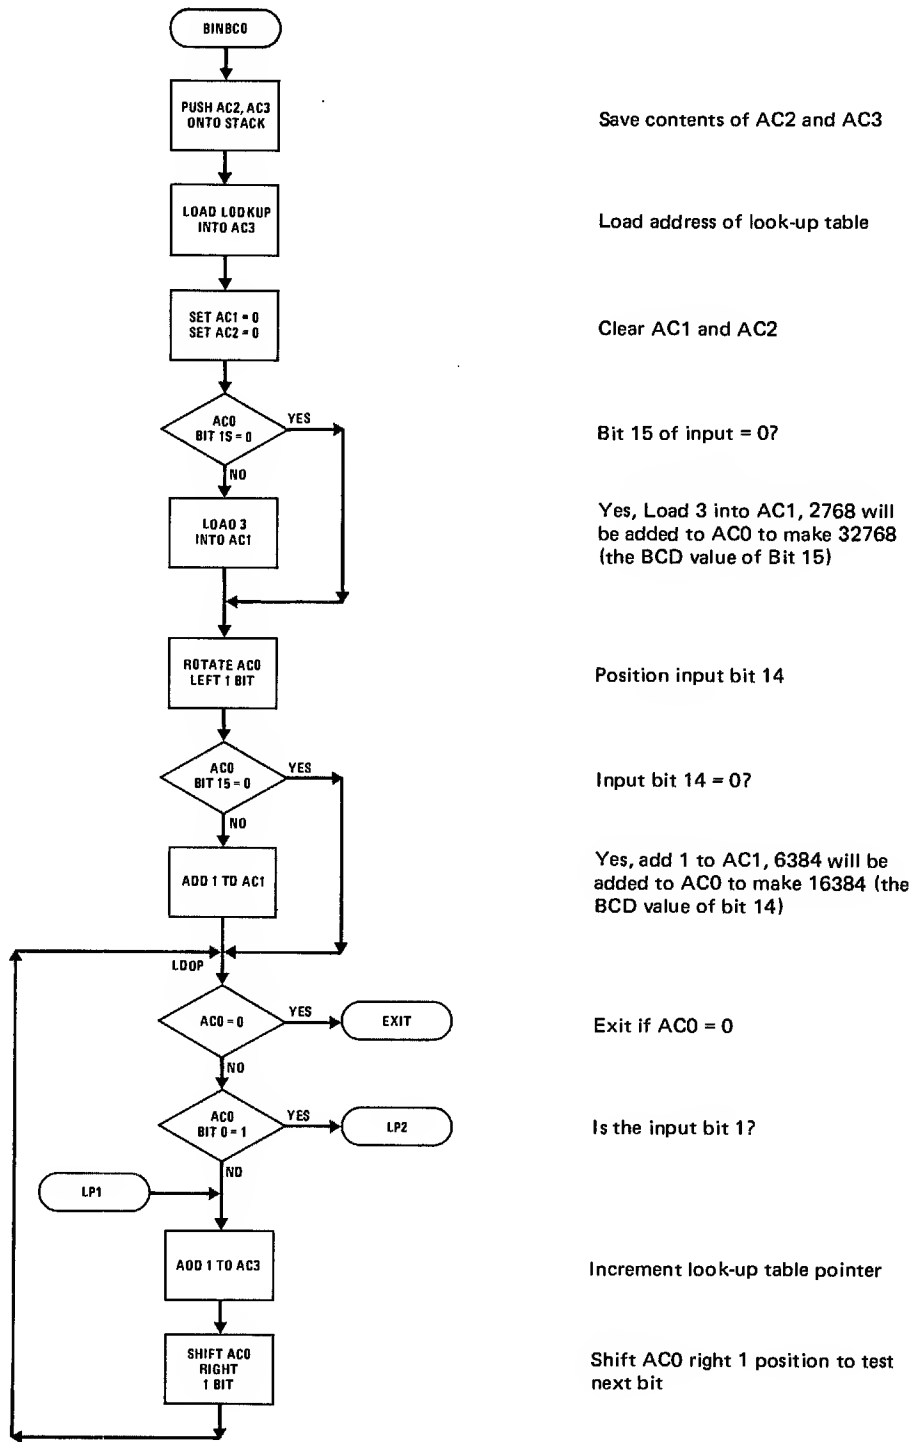 BINBCO
PUSH AC2, AC3
ONTO STACK
Save contents of AC2 and AC3
LOAD LOOKUP
INTO AC3
Load address of look-up table
SET AC1 = 0
SET AC2 = 0
Clear AC1 and AC2
AC0
BIT 15 = 0
YES
Bit 15 of input = 0?
NO
LOAD 3
INTO AC1
Yes, Load 3 into AC1, 2768 will
be added to AC0 to make 32768
(the BCD value of Bit 15)
ROTATE AC0
LEFT 1 BIT
Position input bit 14
AC0
BIT 15 = 0
YES
Input bit 14 = 0?
NO
ADD 1 TO AC1
Yes, add 1 to AC1, 6384 will be
added to AC0 to make 16384 (the
BCD value of bit 14)
LOOP
AC0 = 0
YES
EXIT
Exit if AC0 = 0
NO
AC0
BIT 0 = 1
YES
LP2
Is the input bit 1?
NO
LP1
ADD 1 TO AC3
Increment look-up table pointer
SHIFT AC0
RIGHT
1 BIT
Shift AC0 right 1 position to test
next bit